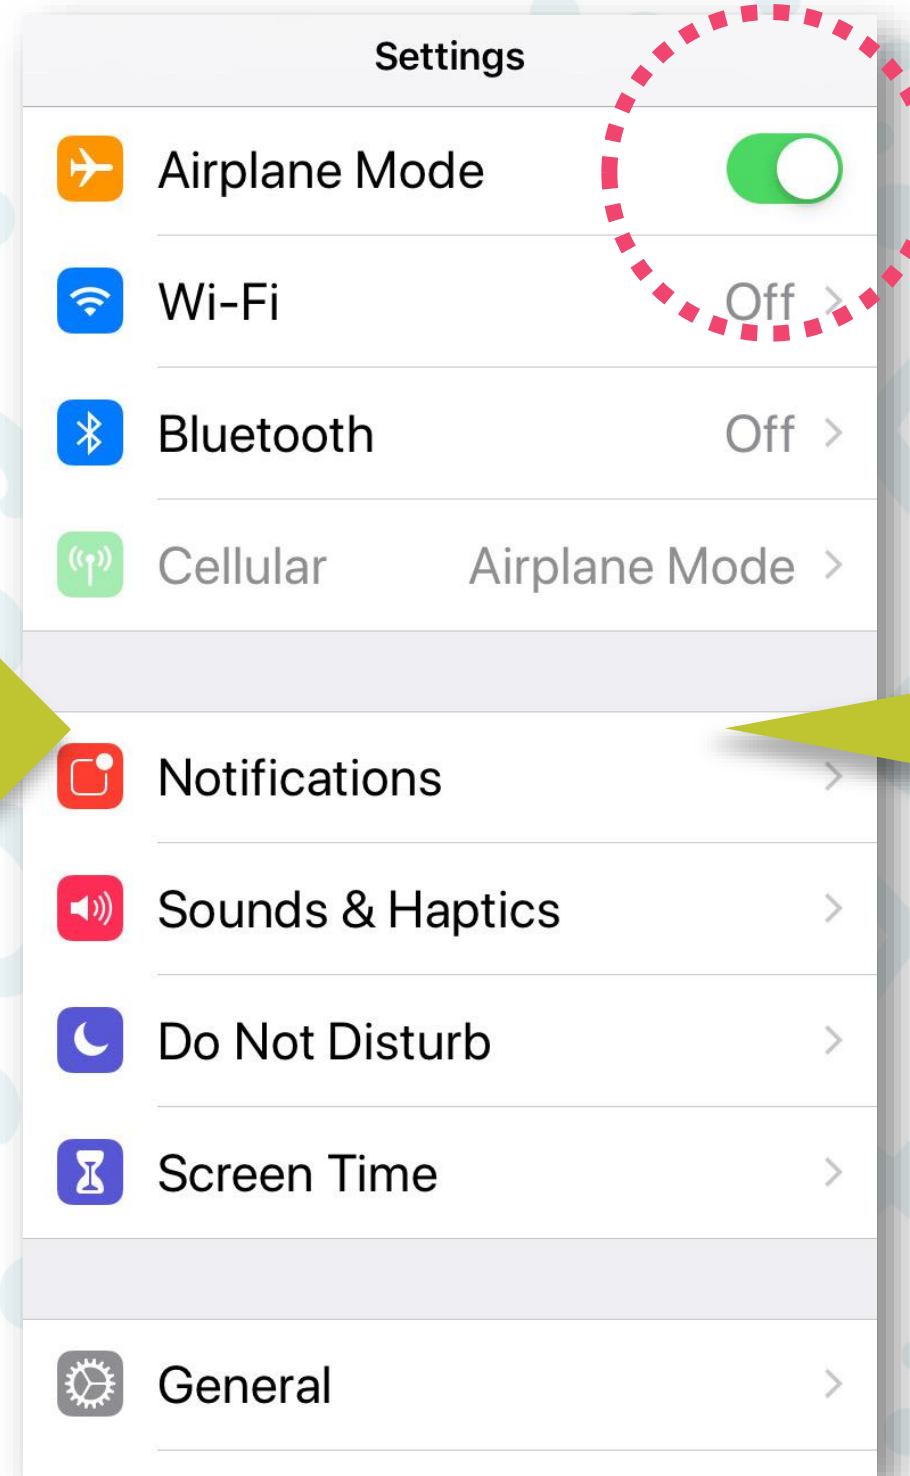 Settings
Airplane Mode
Wi-Fi Off
Bluetooth Off
Cellular Airplane Mode
Notifications
Sounds & Haptics
Do Not Disturb
Screen Time
General